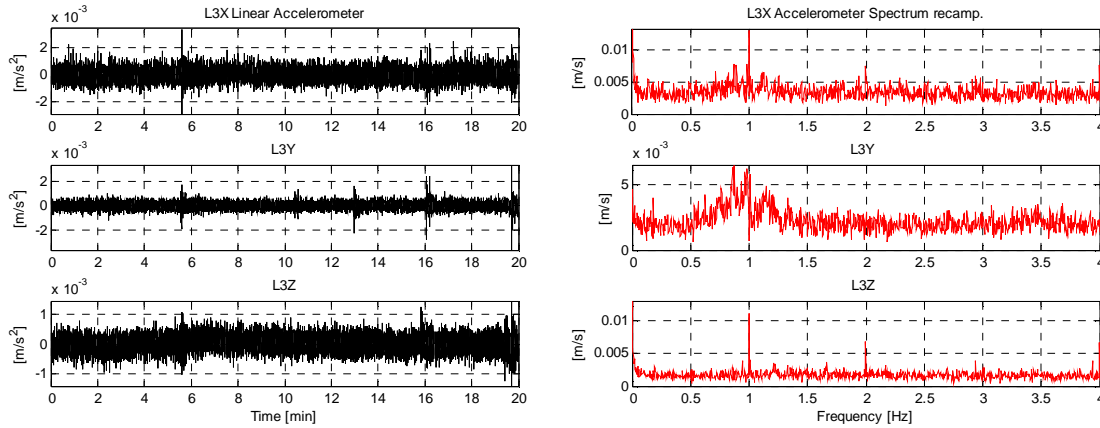 x 10⁻³ L3X Linear Accelerometer
[m/s²]
2
0
-2
0 2 4 6 8 10 12 14 16 18 20
x 10⁻³ L3Y
[m/s²]
2
0
-2
0 2 4 6 8 10 12 14 16 18 20
x 10⁻³ L3Z
[m/s²]
1
0
-1
0 2 4 6 8 10 12 14 16 18 20
Time [min]
L3X Accelerometer Spectrum recamp.
[m/s]
0.01
0.005
0
0 0.5 1 1.5 2 2.5 3 3.5 4
x 10⁻³ L3Y
[m/s]
5
0
0 0.5 1 1.5 2 2.5 3 3.5 4
L3Z
[m/s]
0.01
0.005
0
0 0.5 1 1.5 2 2.5 3 3.5 4
Frequency [Hz]